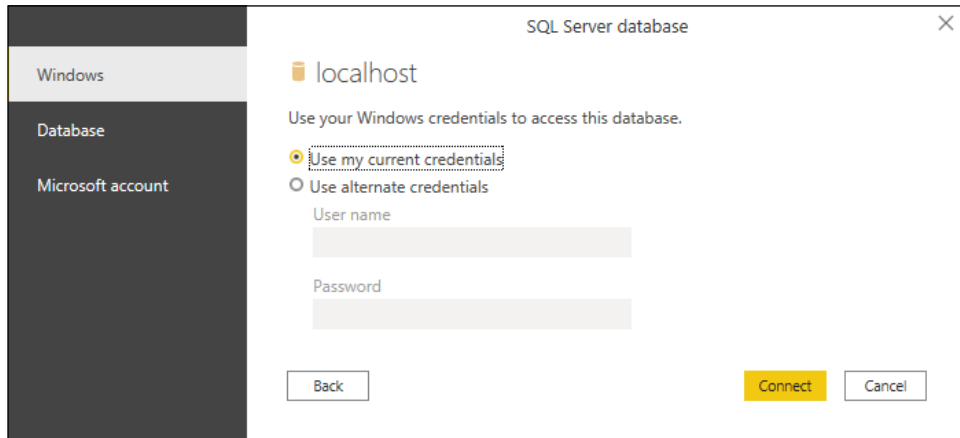 SQL Server database
Windows
Database
Microsoft account
localhost
Use your Windows credentials to access this database.
Use my current credentials
Use alternate credentials
User name
Password
Back
Connect
Cancel